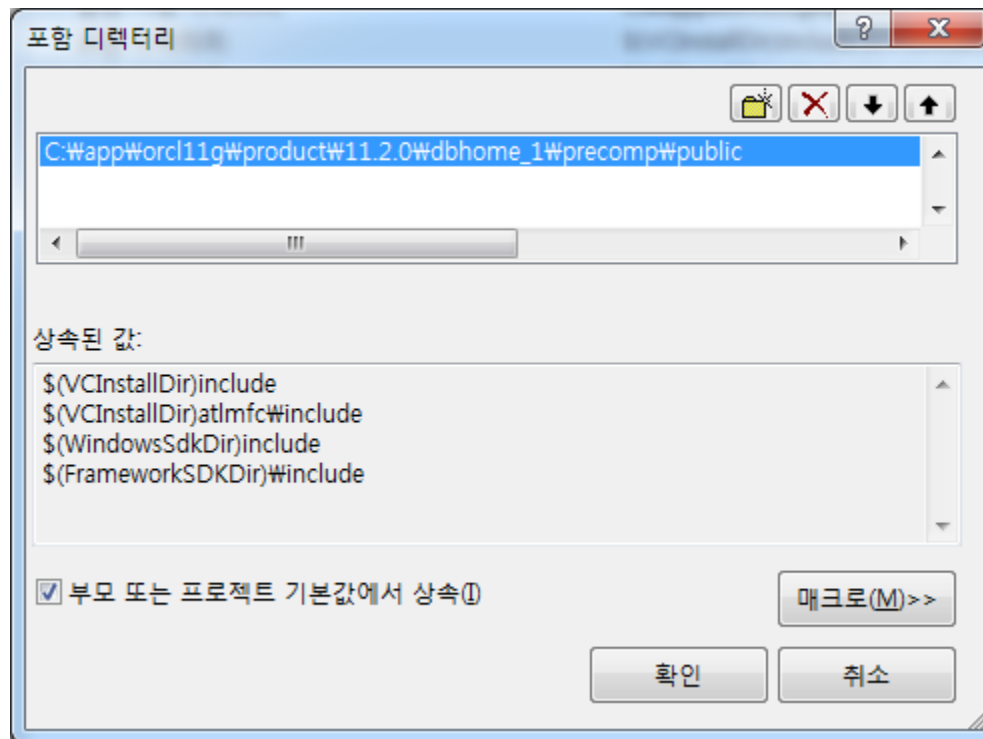 포함 디렉터리
C:₩app₩orcl11g₩product₩11.2.0₩dbhome_1₩precomp₩public
상속된 값:
$(VCInstallDir)include
$(VCInstallDir)atlmfc₩include
$(WindowsSdkDir)include
$(FrameworkSDKDir)₩include
부모 또는 프로젝트 기본값에서 상속(I)
매크로(M)>>
확인
취소